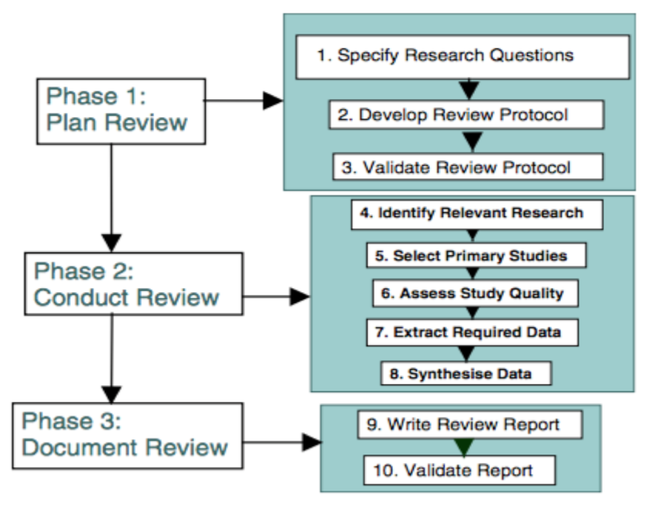 Phase 1:
Plan Review
1. Specify Research Questions
2. Develop Review Protocol
3. Validate Review Protocol
Phase 2:
Conduct Review
4. Identify Relevant Research
5. Select Primary Studies
6. Assess Study Quality
7. Extract Required Data
8. Synthesise Data
Phase 3:
Document Review
9. Write Review Report
10. Validate Report